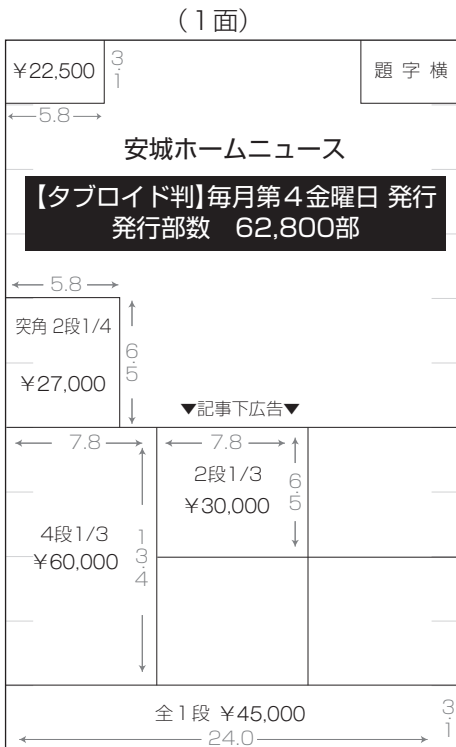 （１面）
¥22,500
3.1
題 字 横
5.8
安城ホームニュース
【タブロイド判】毎月第４金曜日 発行
発行部数　62,800部
5.8
突角 2段1/4
¥27,000
6.5
▼記事下広告▼
7.8
7.8
2段1/3
¥30,000
6.5
4段1/3
¥60,000
13.4
全１段 ¥45,000
3.1
24.0